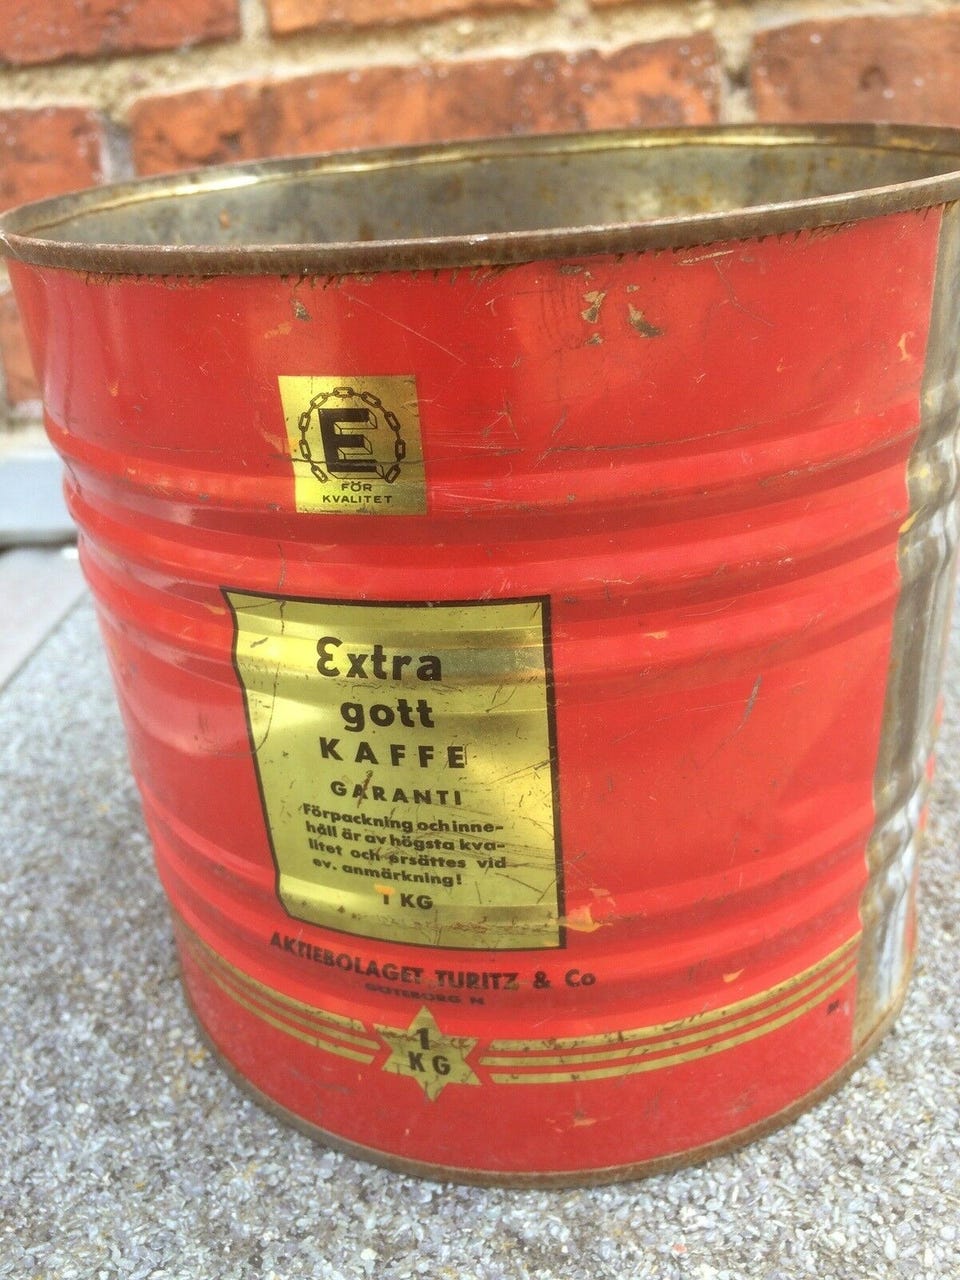 E
FÖR
KVALITET
Extra
gott
KAFFE
GARANTI
Förpackning och inne-
håll är av högsta kva-
litet och ersättes vid
ev. anmärkning!
1 KG
AKTIEBOLAGET TURITZ & Co
GÖTEBORG N
1
KG